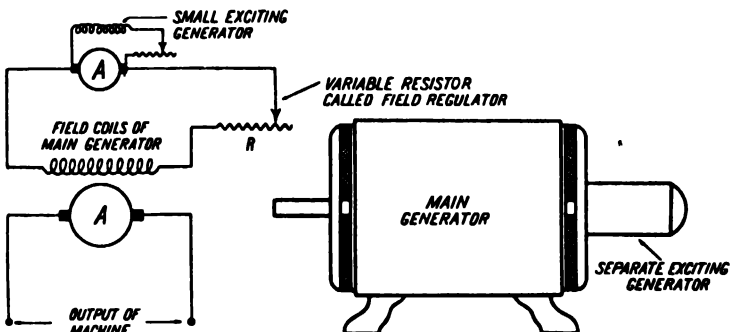 SMALL EXCITING
GENERATOR
A
VARIABLE RESISTOR
CALLED FIELD REGULATOR
FIELD COILS OF
MAIN GENERATOR
R
A
OUTPUT OF
MACHINE
MAIN
GENERATOR
SEPARATE EXCITING
GENERATOR